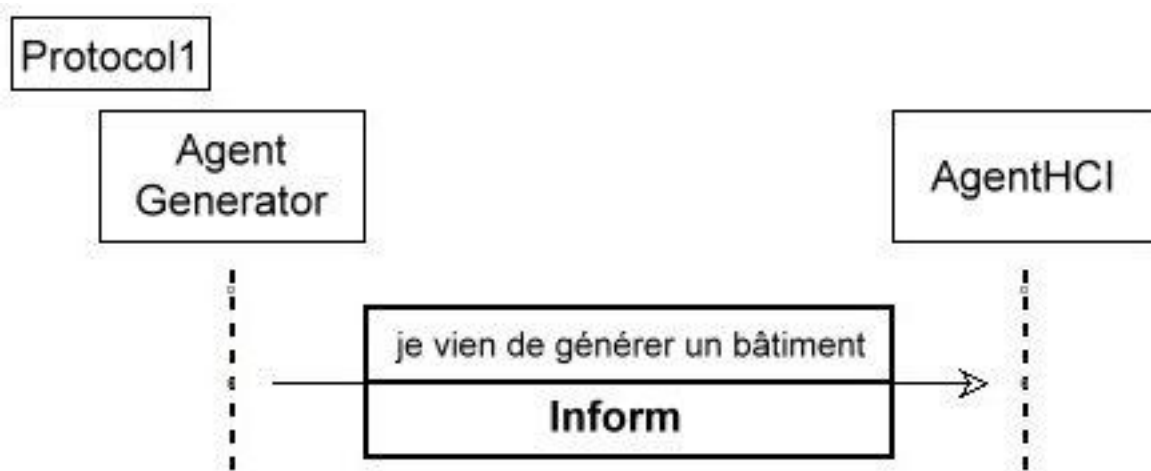 Protocol1
Agent
Generator
AgentHCI
je vien de générer un bâtiment
Inform